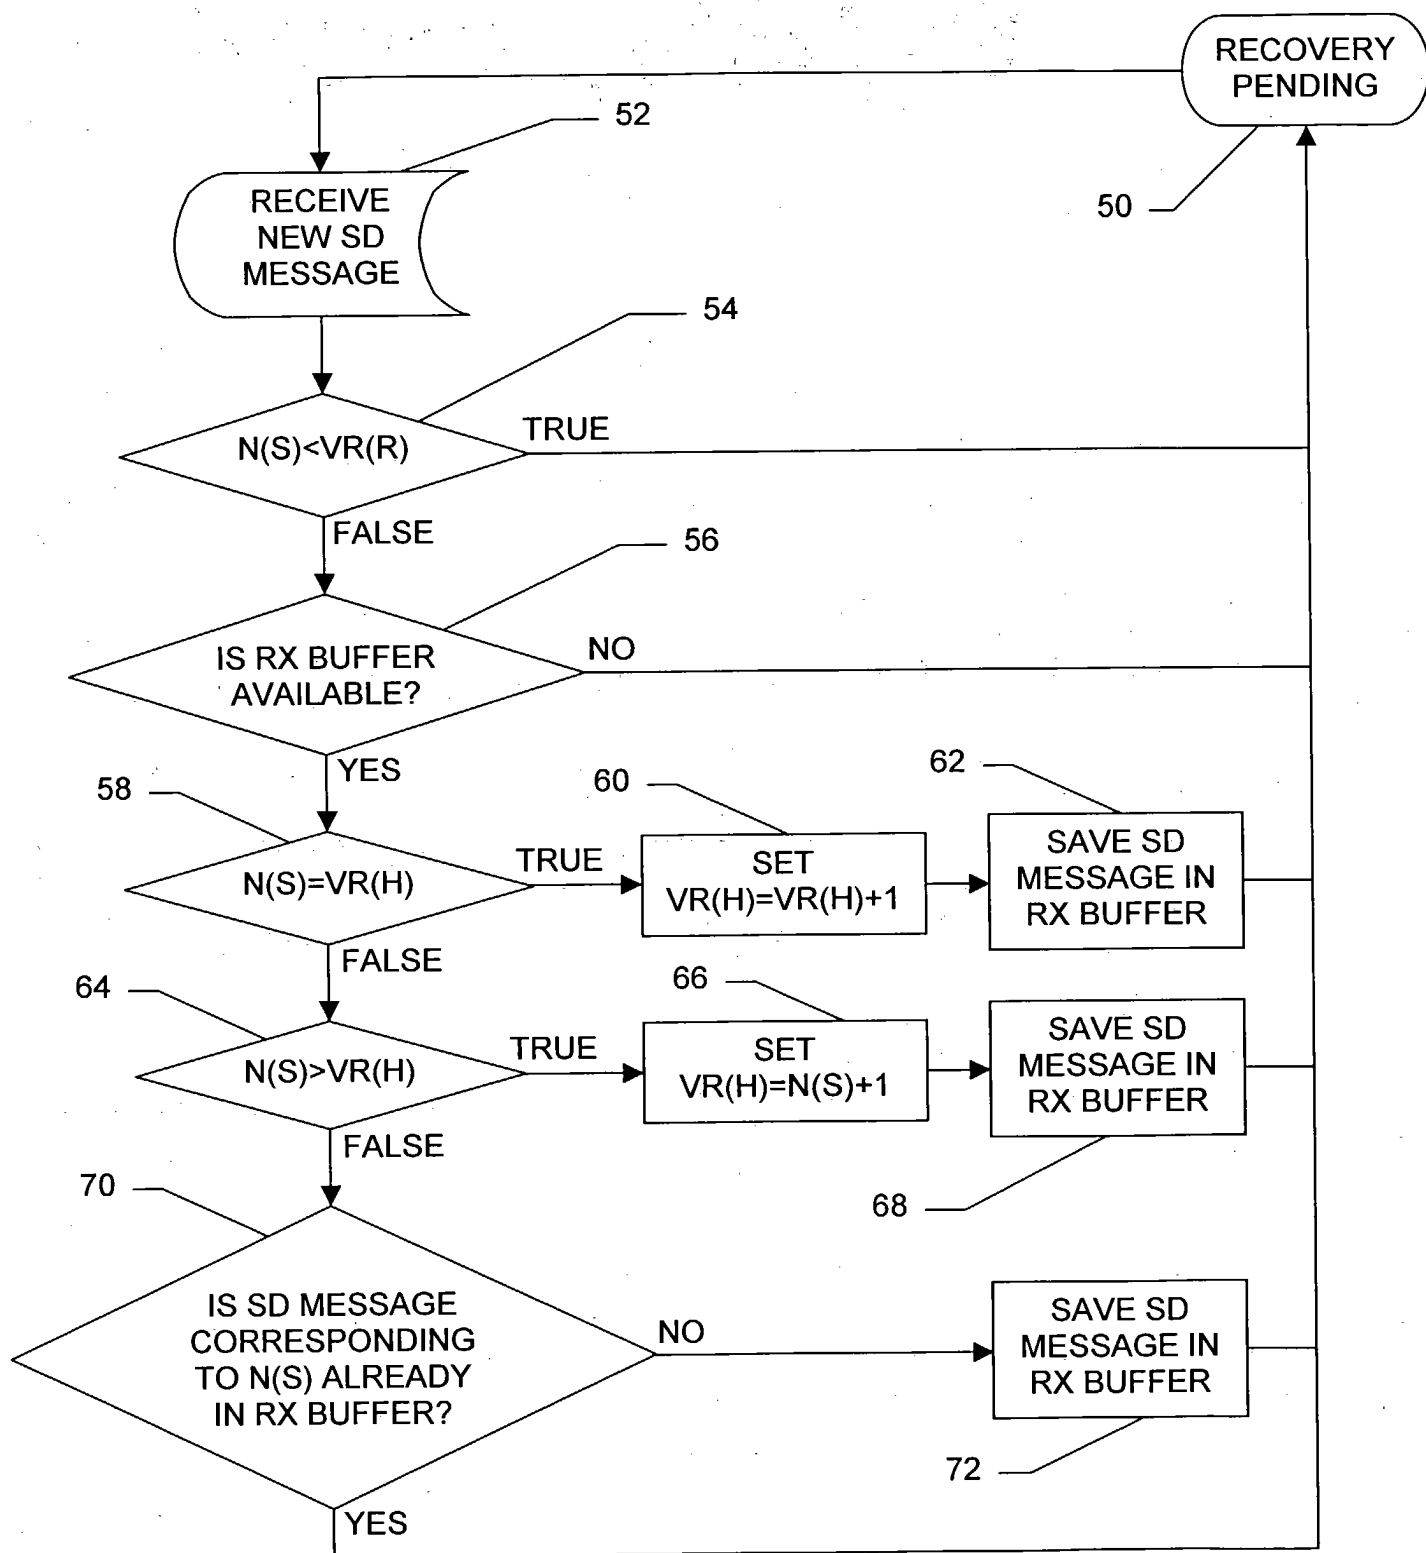 RECOVERY
PENDING
52
RECEIVE
NEW SD
MESSAGE
50
54
N(S)<VR(R)
TRUE
FALSE
56
IS RX BUFFER
AVAILABLE?
NO
YES
58
60
62
N(S)=VR(H)
TRUE
SET
VR(H)=VR(H)+1
SAVE SD
MESSAGE IN
RX BUFFER
FALSE
64
66
N(S)>VR(H)
TRUE
SET
VR(H)=N(S)+1
SAVE SD
MESSAGE IN
RX BUFFER
FALSE
68
70
IS SD MESSAGE
CORRESPONDING
TO N(S) ALREADY
IN RX BUFFER?
NO
SAVE SD
MESSAGE IN
RX BUFFER
72
YES